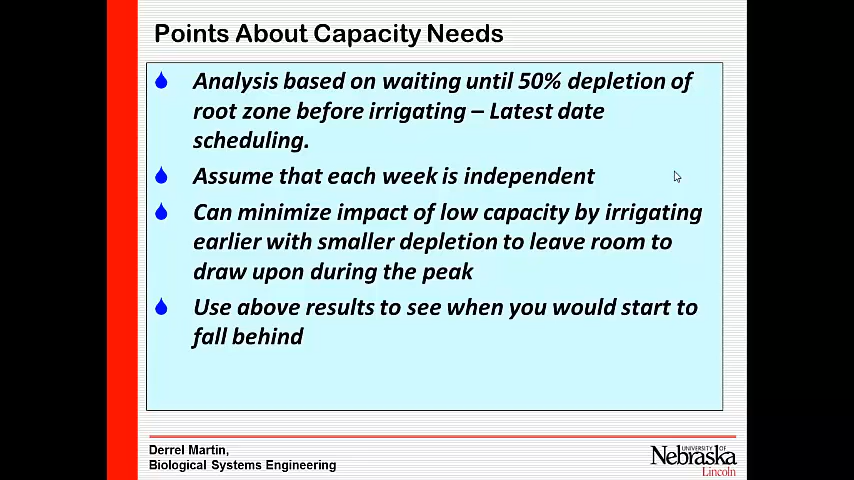 Points About Capacity Needs
Analysis based on waiting until 50% depletion of
root zone before irrigating – Latest date
scheduling.
Assume that each week is independent
Can minimize impact of low capacity by irrigating
earlier with smaller depletion to leave room to
draw upon during the peak
Use above results to see when you would start to
fall behind
Derrel Martin,
Biological Systems Engineering
UNIVERSITY OF
Nebraska
Lincoln